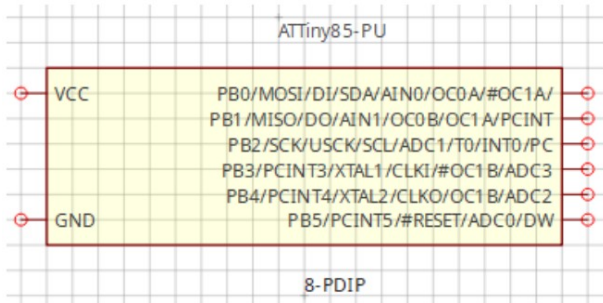 ATTiny85-PU
VCC
PB0/MOSI/DI/SDA/AIN0/OC0A/#OC1A/
PB1/MISO/DO/AIN1/OC0B/OC1A/PCINT
PB2/SCK/USCK/SCL/ADC1/T0/INT0/PC
PB3/PCINT3/XTAL1/CLKI/#OC1B/ADC3
PB4/PCINT4/XTAL2/CLKO/OC1B/ADC2
GND
PB5/PCINT5/#RESET/ADC0/DW
8-PDIP